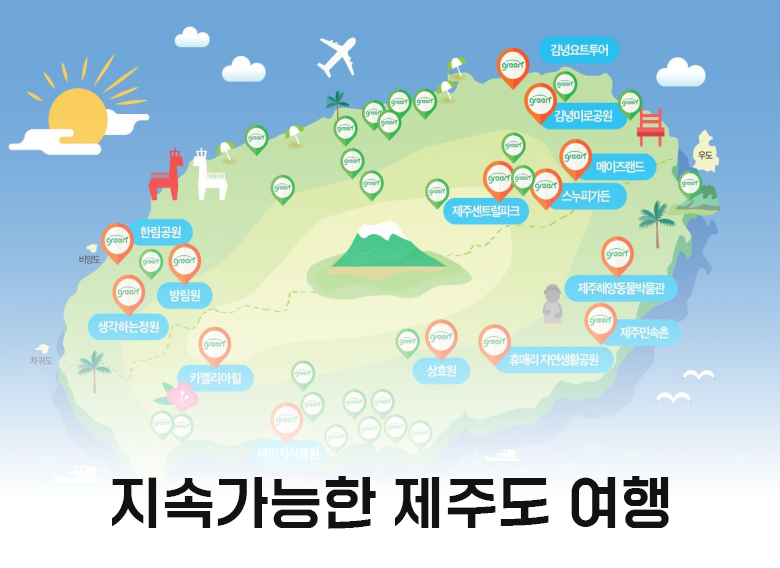 김녕요트투어
greenf
greenf
김녕미로공원
메이즈랜드
우도
스누피가든
제주센트럴파크
한림공원
비양도
방림원
제주해양동물박물관
생각하는정원
제주민속촌
차귀도
휴애리 자연생활공원
상효원
카멜리아힐
여미지식물원
지속가능한 제주도 여행